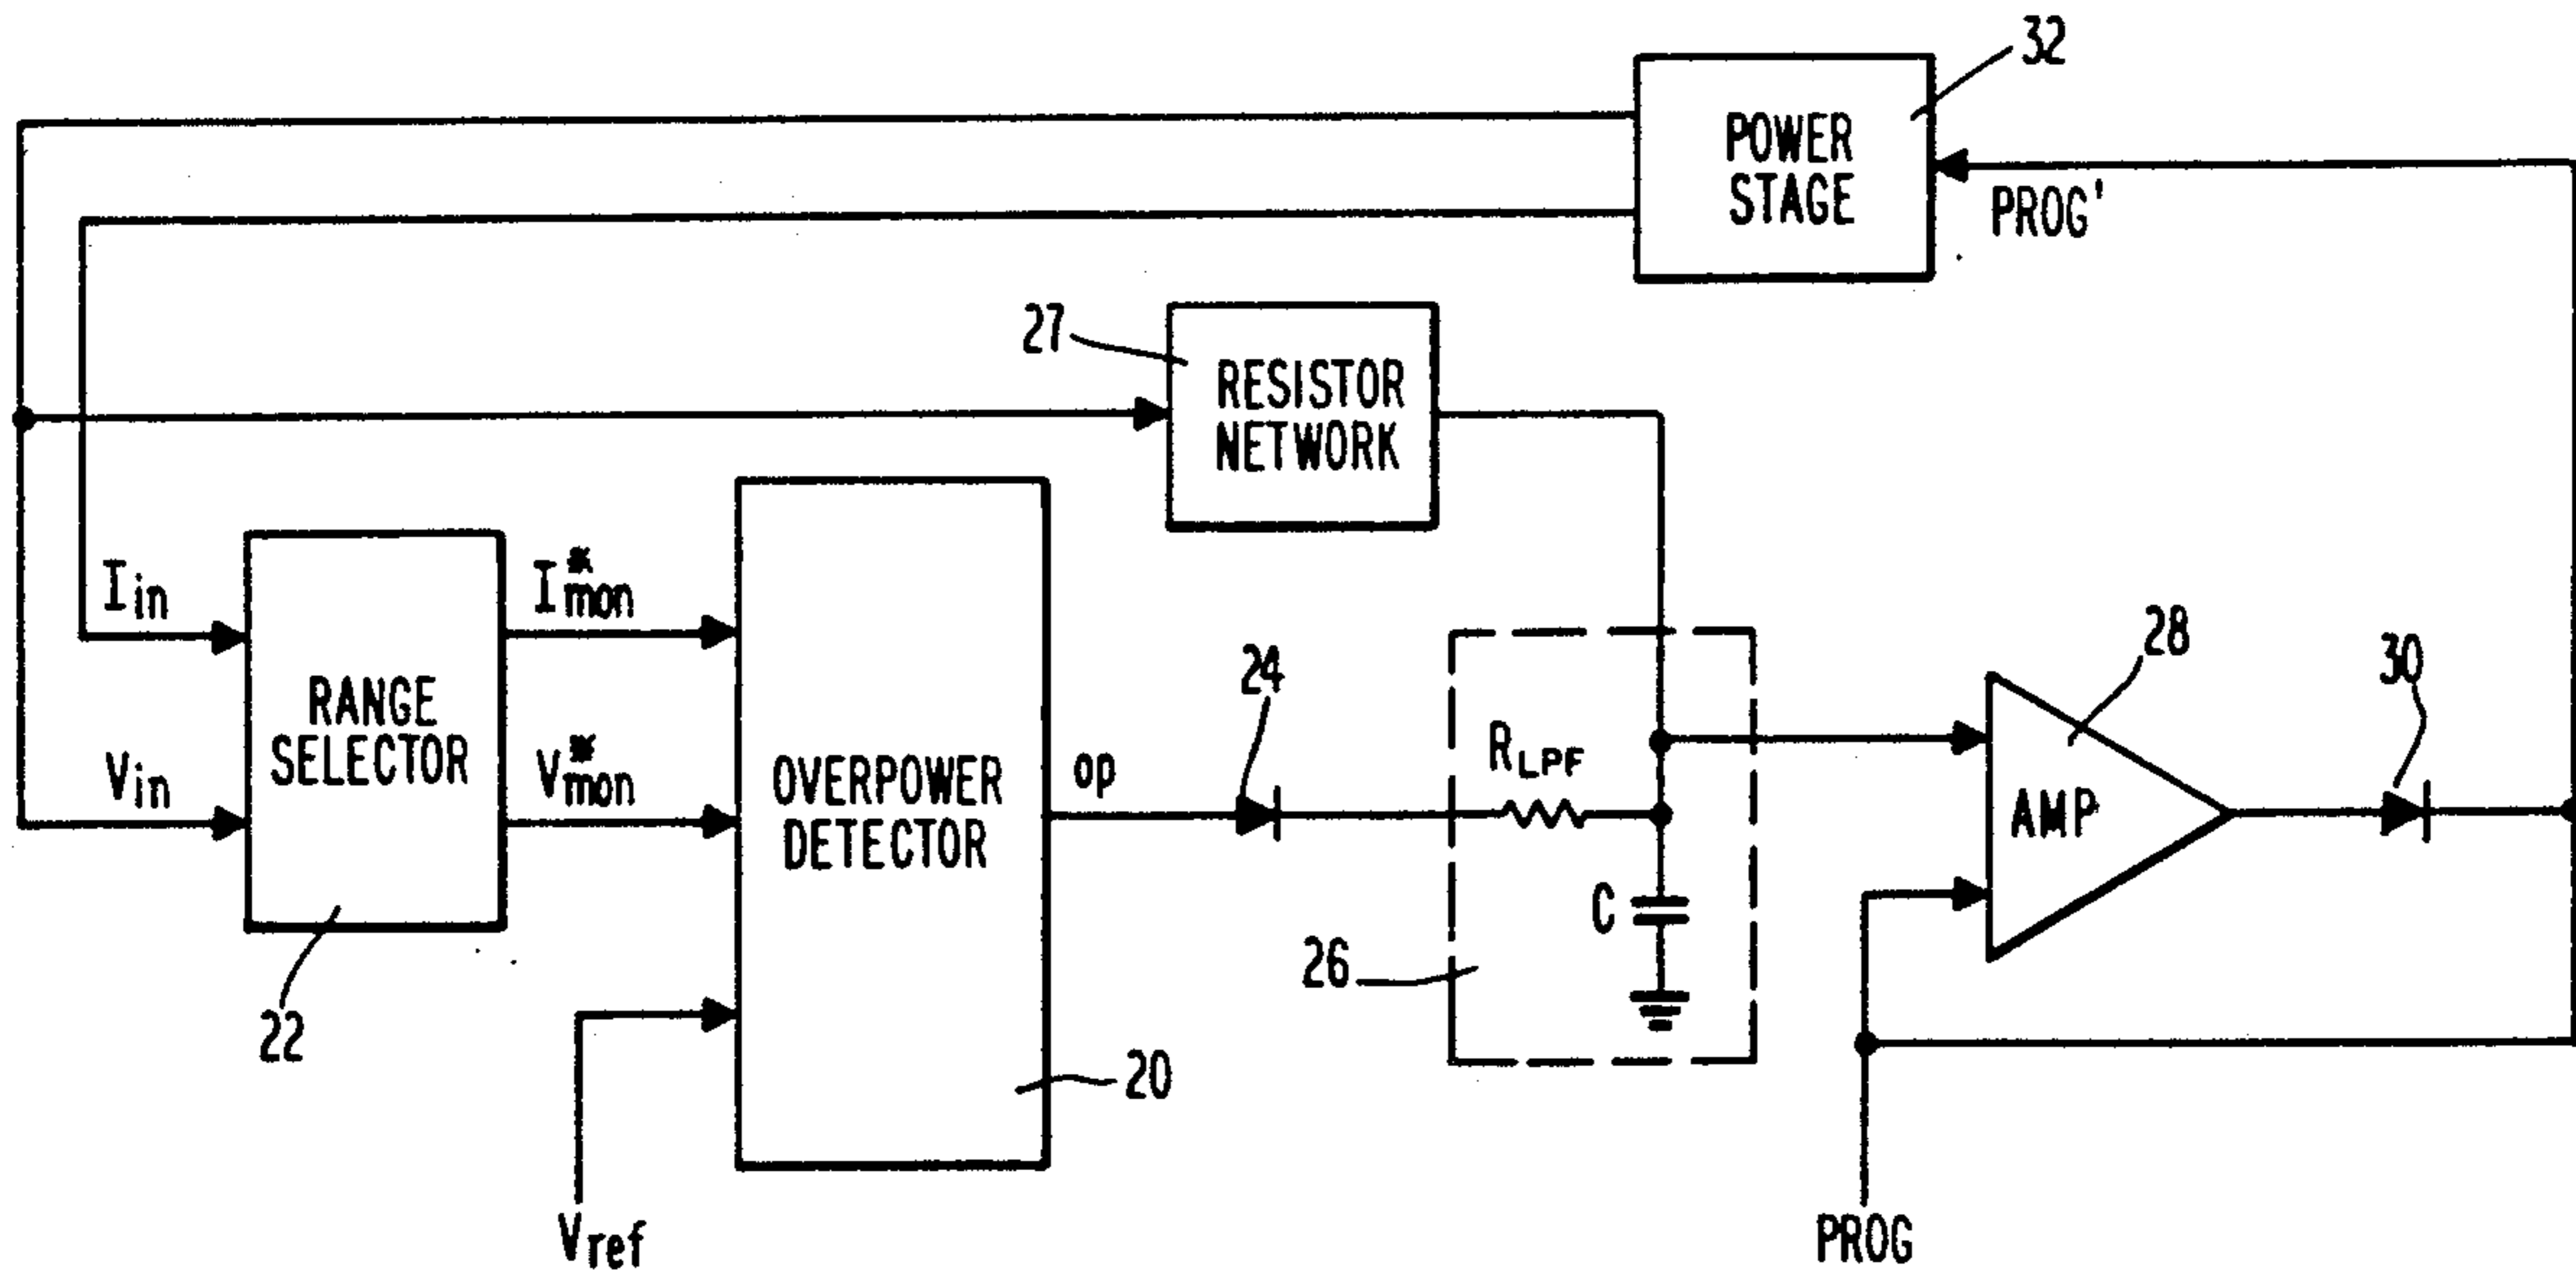 32
POWER
STAGE
PROG'
27
RESISTOR
NETWORK
Iin
I*mon
RANGE
SELECTOR
Vin
V*mon
22
OVERPOWER
DETECTOR
op
20
Vref
24
RLPF
C
26
28
AMP
30
PROG